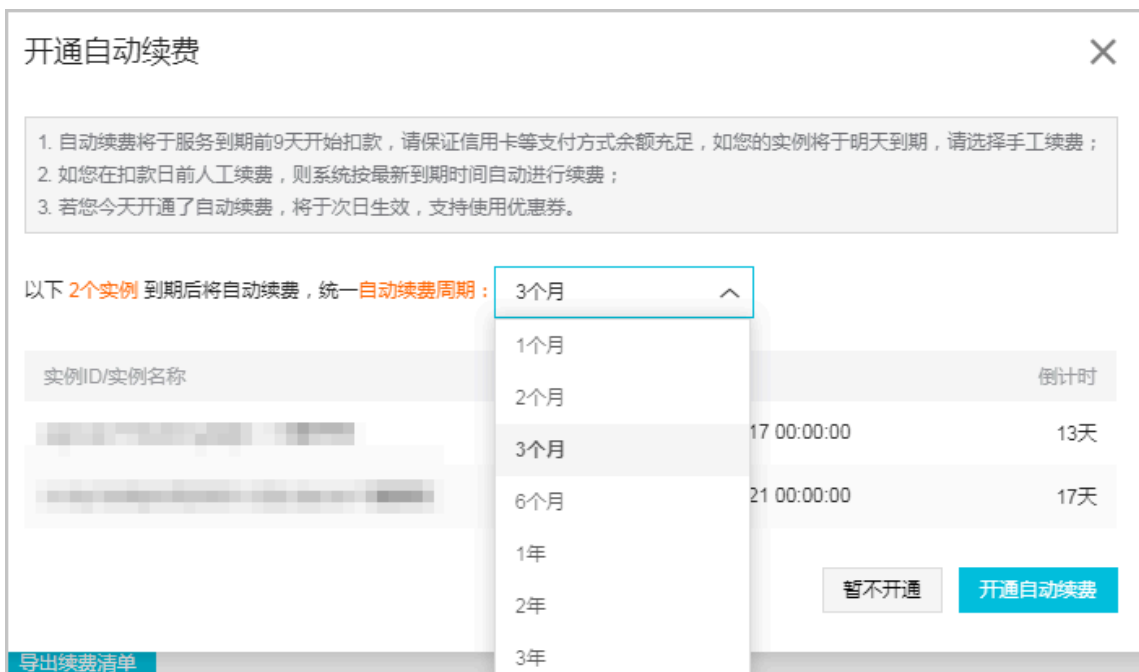 开通自动续费
1. 自动续费将于服务到期前9天开始扣款，请保证信用卡等支付方式余额充足，如您的实例将于明天到期，请选择手工续费；
2. 如您在扣款日前人工续费，则系统按最新到期时间自动进行续费；
3. 若您今天开通了自动续费，将于次日生效，支持使用优惠券。
以下 2个实例 到期后将自动续费，统一自动续费周期： 3个月
1个月
2个月
3个月
6个月
1年
2年
3年
实例ID/实例名称 倒计时
17 00:00:00 13天
21 00:00:00 17天
暂不开通 开通自动续费
导出续费清单